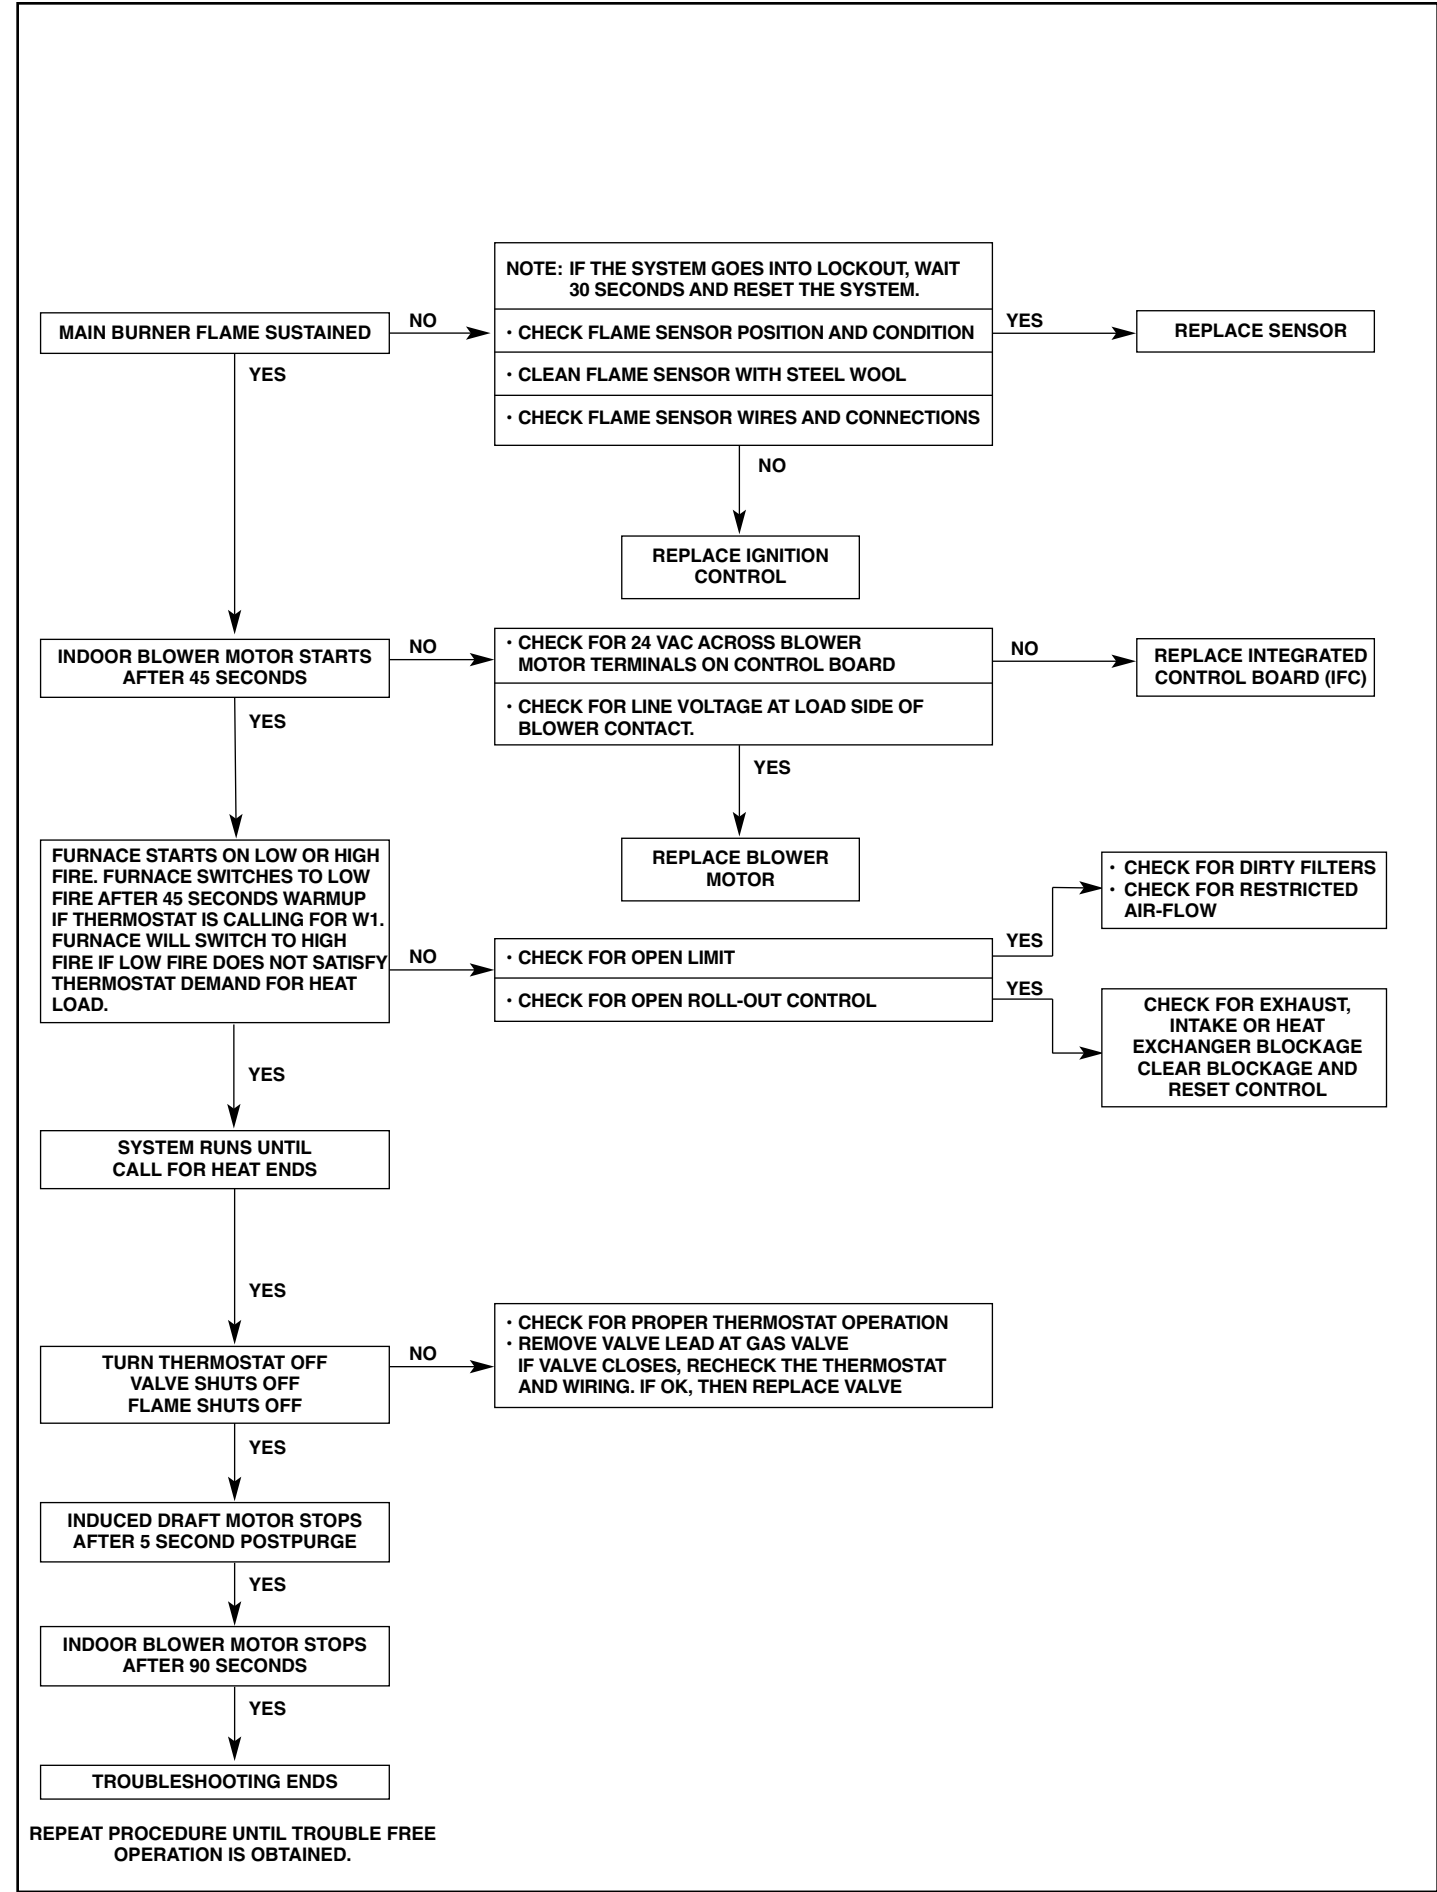 NOTE: IF THE SYSTEM GOES INTO LOCKOUT, WAIT
30 SECONDS AND RESET THE SYSTEM.
MAIN BURNER FLAME SUSTAINED
NO
· CHECK FLAME SENSOR POSITION AND CONDITION
YES
REPLACE SENSOR
YES
· CLEAN FLAME SENSOR WITH STEEL WOOL
· CHECK FLAME SENSOR WIRES AND CONNECTIONS
NO
REPLACE IGNITION
CONTROL
INDOOR BLOWER MOTOR STARTS
AFTER 45 SECONDS
NO
· CHECK FOR 24 VAC ACROSS BLOWER
MOTOR TERMINALS ON CONTROL BOARD
NO
REPLACE INTEGRATED
CONTROL BOARD (IFC)
YES
· CHECK FOR LINE VOLTAGE AT LOAD SIDE OF
BLOWER CONTACT.
YES
REPLACE BLOWER
MOTOR
FURNACE STARTS ON LOW OR HIGH
FIRE. FURNACE SWITCHES TO LOW
FIRE AFTER 45 SECONDS WARMUP
IF THERMOSTAT IS CALLING FOR W1.
FURNACE WILL SWITCH TO HIGH
FIRE IF LOW FIRE DOES NOT SATISFY
THERMOSTAT DEMAND FOR HEAT
LOAD.
NO
· CHECK FOR OPEN LIMIT
YES
· CHECK FOR DIRTY FILTERS
· CHECK FOR RESTRICTED
AIR-FLOW
· CHECK FOR OPEN ROLL-OUT CONTROL
YES
CHECK FOR EXHAUST,
INTAKE OR HEAT
EXCHANGER BLOCKAGE
CLEAR BLOCKAGE AND
RESET CONTROL
YES
SYSTEM RUNS UNTIL
CALL FOR HEAT ENDS
YES
TURN THERMOSTAT OFF
VALVE SHUTS OFF
FLAME SHUTS OFF
NO
· CHECK FOR PROPER THERMOSTAT OPERATION
· REMOVE VALVE LEAD AT GAS VALVE
IF VALVE CLOSES, RECHECK THE THERMOSTAT
AND WIRING. IF OK, THEN REPLACE VALVE
YES
INDUCED DRAFT MOTOR STOPS
AFTER 5 SECOND POSTPURGE
YES
INDOOR BLOWER MOTOR STOPS
AFTER 90 SECONDS
YES
TROUBLESHOOTING ENDS
REPEAT PROCEDURE UNTIL TROUBLE FREE
OPERATION IS OBTAINED.